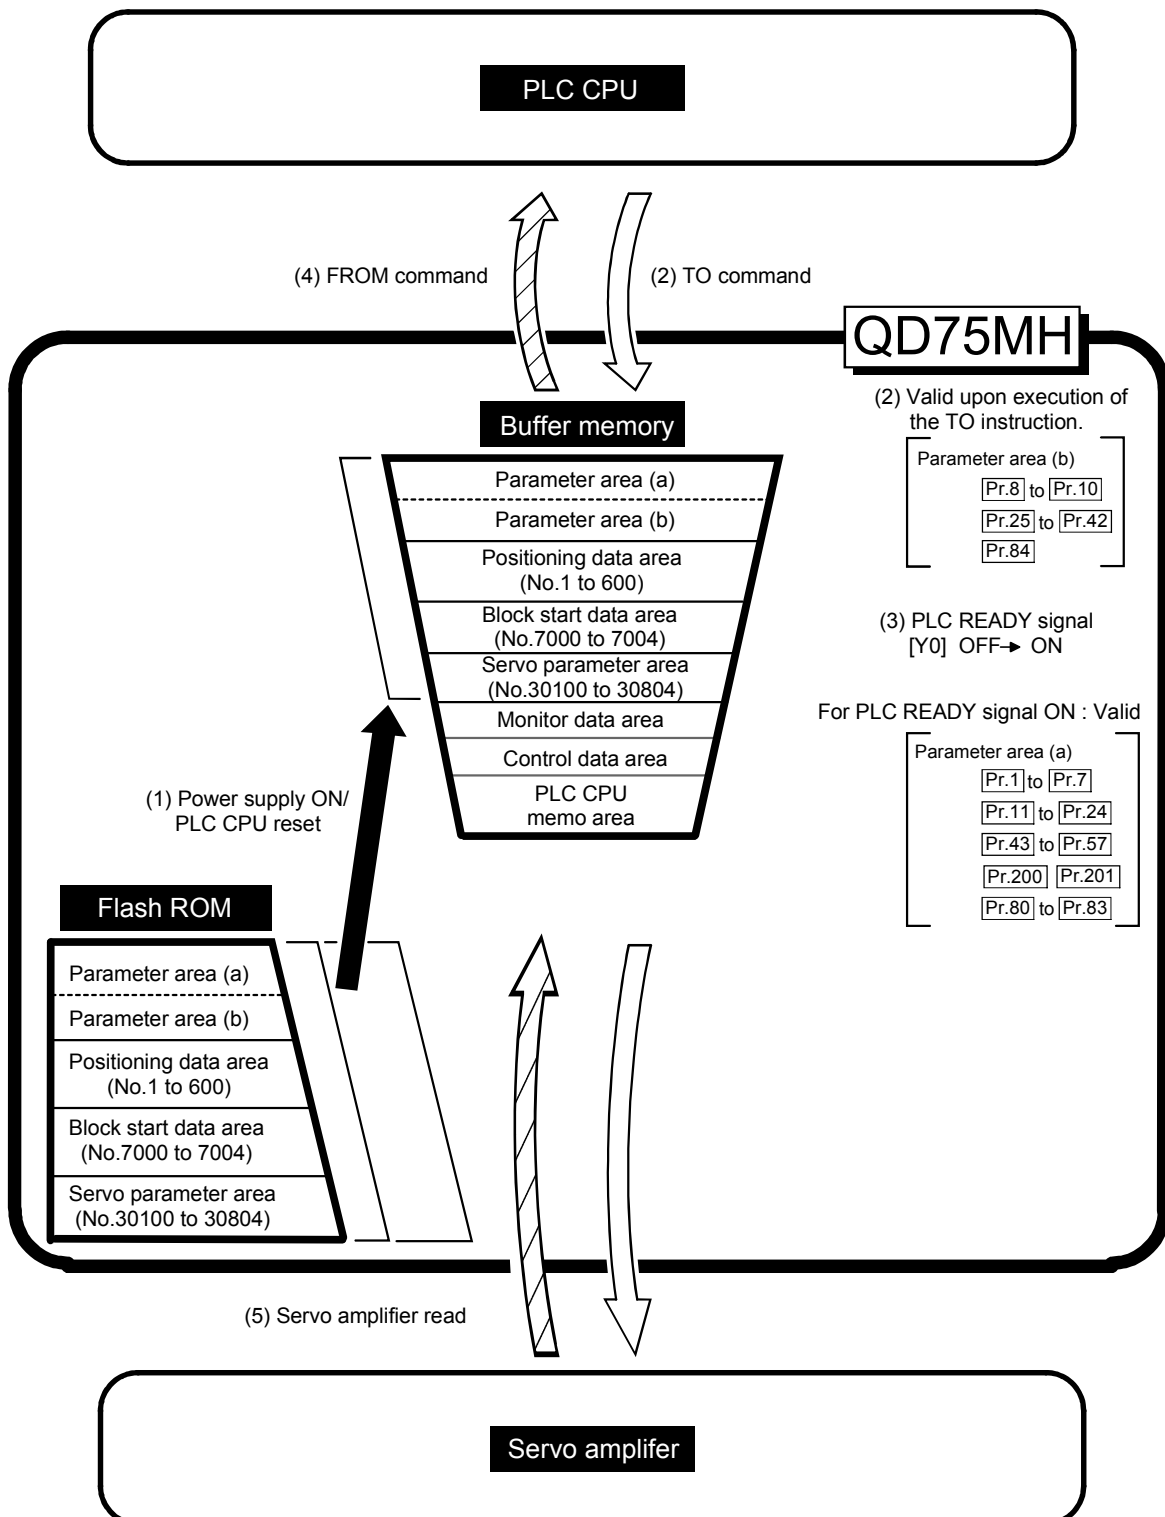 PLC CPU
(4) FROM command
(2) TO command
QD75MH
(2) Valid upon execution of
the TO instruction.
Parameter area (b)
Pr.8 to Pr.10
Pr.25 to Pr.42
Pr.84
(3) PLC READY signal
[Y0] OFF→ ON
For PLC READY signal ON : Valid
Parameter area (a)
Pr.1 to Pr.7
Pr.11 to Pr.24
Pr.43 to Pr.57
Pr.200 Pr.201
Pr.80 to Pr.83
Buffer memory
Parameter area (a)
Parameter area (b)
Positioning data area
(No.1 to 600)
Block start data area
(No.7000 to 7004)
Servo parameter area
(No.30100 to 30804)
Monitor data area
Control data area
PLC CPU
memo area
(1) Power supply ON/
PLC CPU reset
Flash ROM
Parameter area (a)
Parameter area (b)
Positioning data area
(No.1 to 600)
Block start data area
(No.7000 to 7004)
Servo parameter area
(No.30100 to 30804)
(5) Servo amplifier read
Servo amplifer